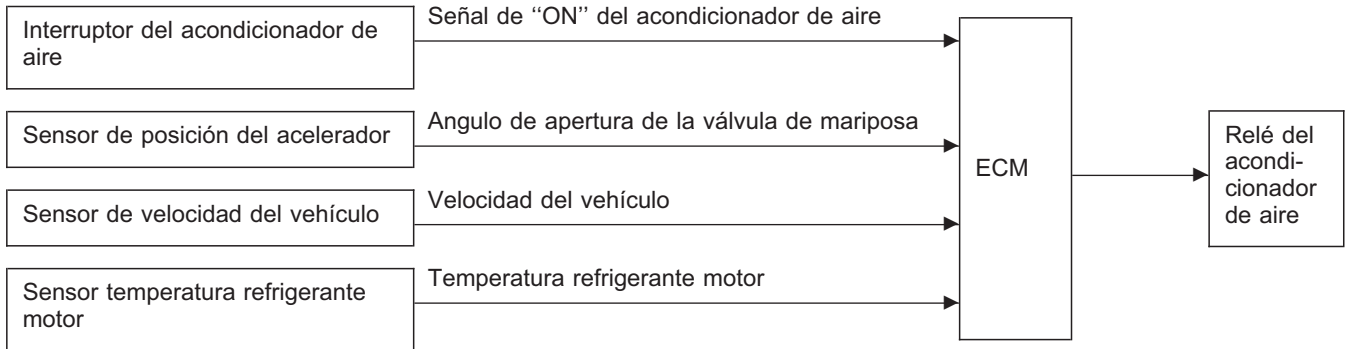 Interruptor del acondicionador de
aire
Señal de ‘‘ON’’ del acondicionador de aire
Sensor de posición del acelerador
Angulo de apertura de la válvula de mariposa
Sensor de velocidad del vehículo
Velocidad del vehículo
Sensor temperatura refrigerante
motor
Temperatura refrigerante motor
ECM
Relé del
acondi-
cionador
de aire